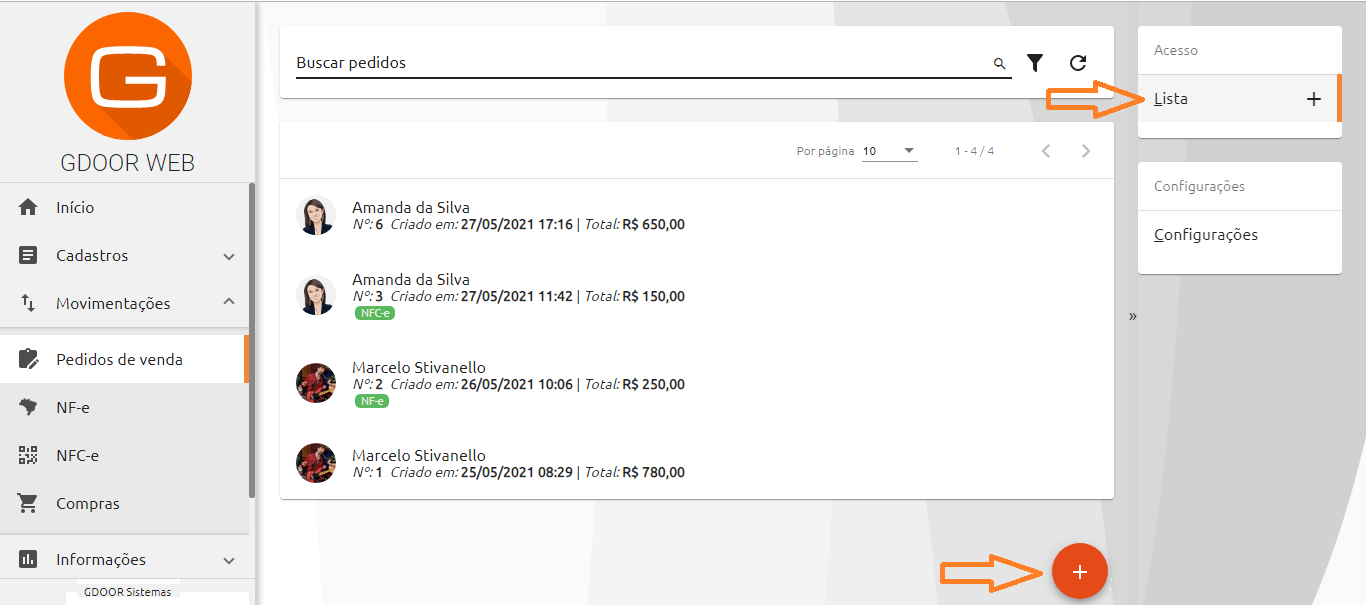 GDOOR WEB
Início
Cadastros
Movimentações
Pedidos de venda
NF-e
NFC-e
Compras
Informações
GDOOR Sistemas
Buscar pedidos
Por página 10 1 - 4 / 4
Amanda da Silva
Nº: 6 Criado em: 27/05/2021 17:16 | Total: R$ 650,00
Amanda da Silva
Nº: 3 Criado em: 27/05/2021 11:42 | Total: R$ 150,00
NFC-e
Marcelo Stivanello
Nº: 2 Criado em: 26/05/2021 10:06 | Total: R$ 250,00
NF-e
Marcelo Stivanello
Nº: 1 Criado em: 25/05/2021 08:29 | Total: R$ 780,00
+
»
Acesso
Lista +
Configurações
Configurações